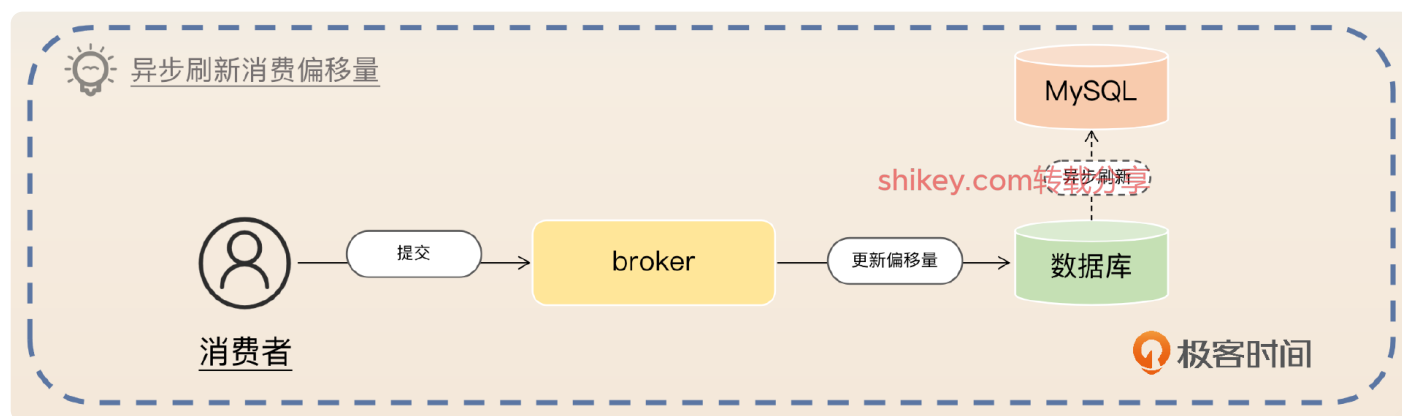 异步刷新消费偏移量
MySQL
shikey.com转载分享
异步刷新
提交
broker
更新偏移量
数据库
消费者
极客时间